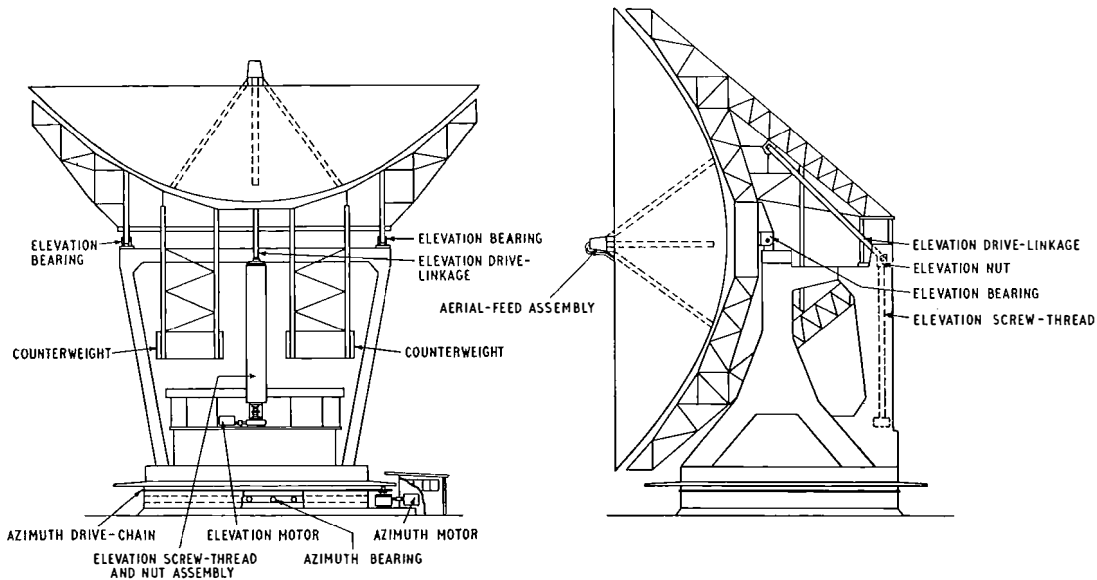 ELEVATION
BEARING
ELEVATION BEARING
ELEVATION DRIVE-
LINKAGE
COUNTERWEIGHT
COUNTERWEIGHT
AZIMUTH DRIVE-CHAIN
ELEVATION MOTOR
AZIMUTH MOTOR
ELEVATION SCREW-THREAD
AND NUT ASSEMBLY
AZIMUTH BEARING
AERIAL-FEED ASSEMBLY
ELEVATION DRIVE-LINKAGE
ELEVATION NUT
ELEVATION BEARING
ELEVATION SCREW-THREAD